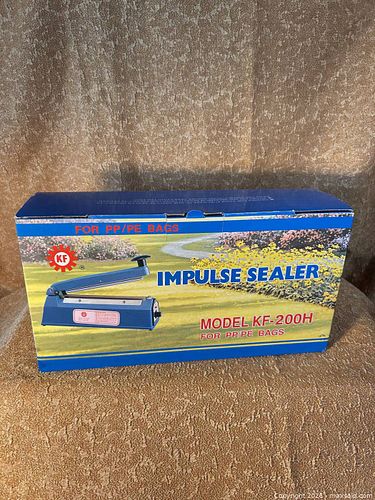 FOR PP/PE BAGS
KF
®
IMPULSE SEALER
MODEL KF-200H
FOR PP.PE BAGS
Copyright 2024 - maxsold.com